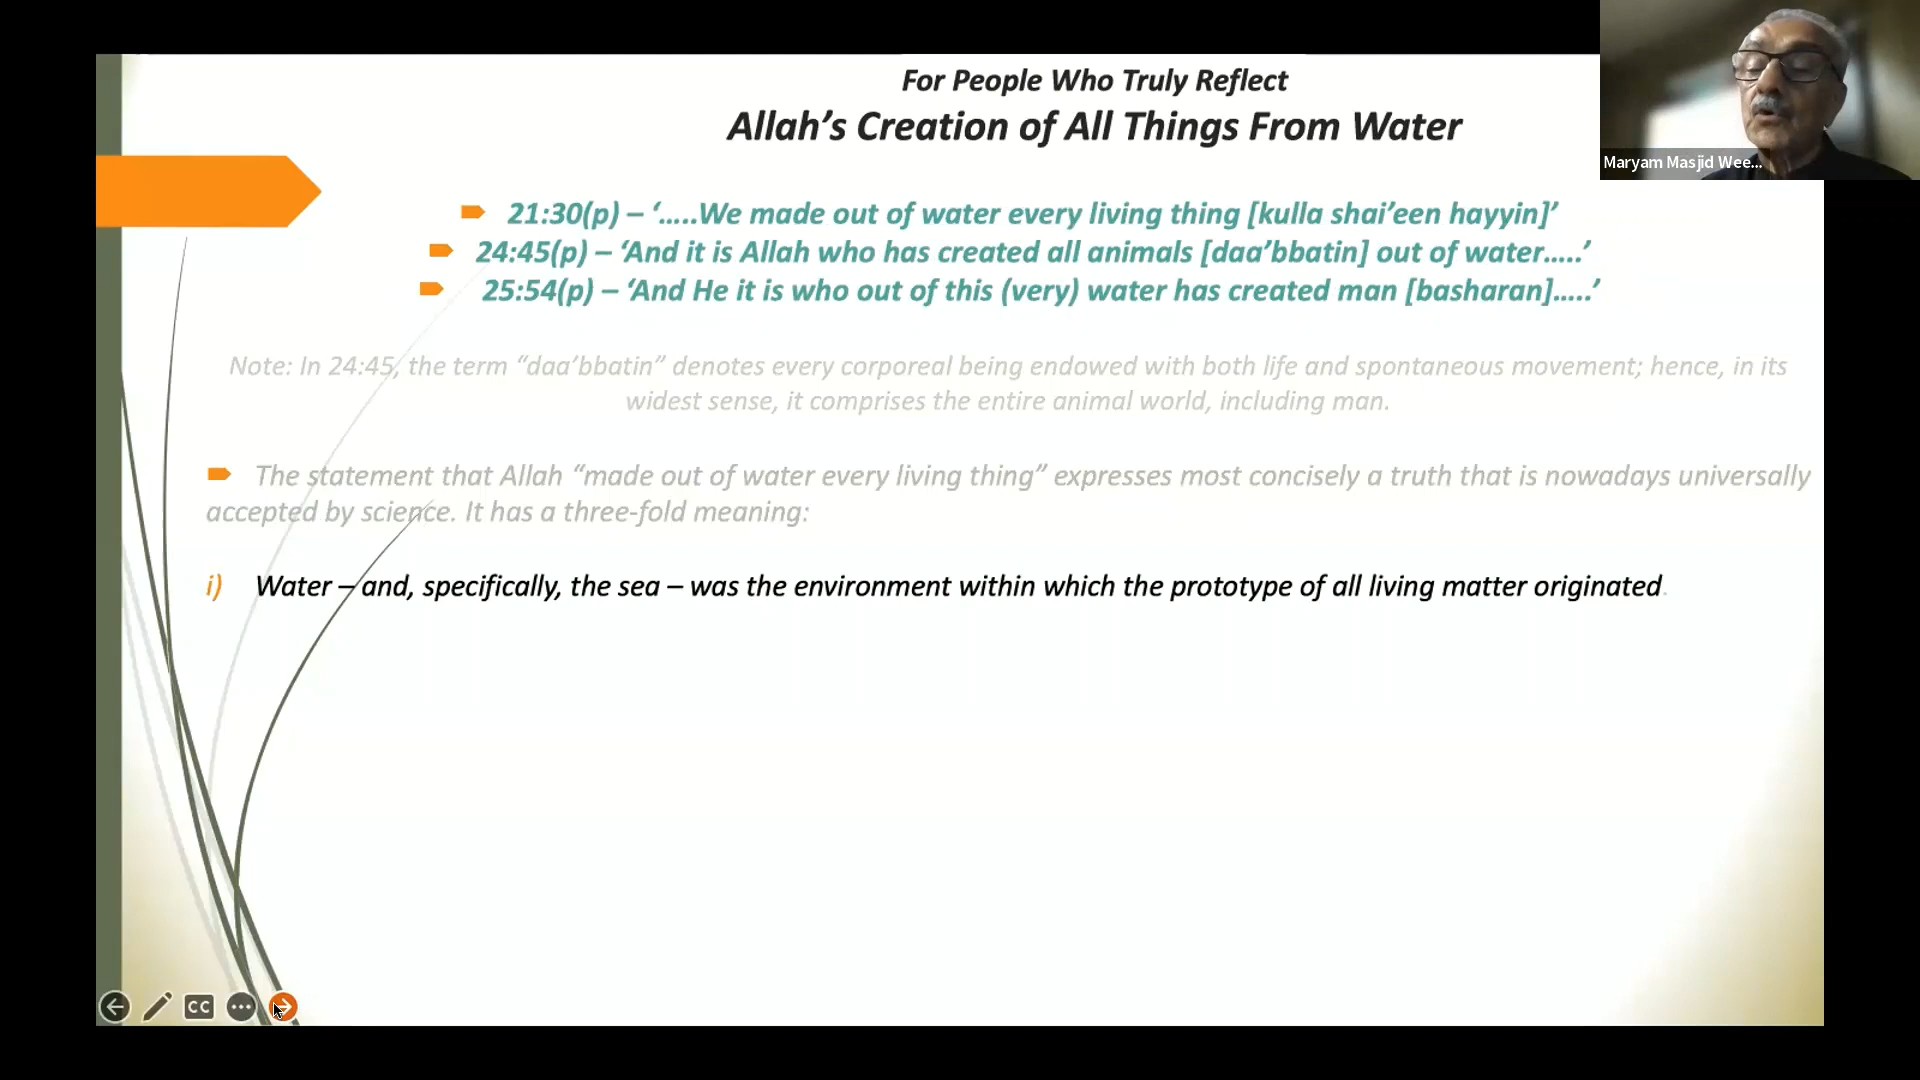 For People Who Truly Reflect
Allah’s Creation of All Things From Water
21:30(p) – ‘…..We made out of water every living thing [kulla shai’een hayyin]’
24:45(p) – ‘And it is Allah who has created all animals [daa’bbatin] out of water…..’
25:54(p) – ‘And He it is who out of this (very) water has created man [basharan]…..’
Note: In 24:45, the term “daa’bbatin” denotes every corporeal being endowed with both life and spontaneous movement; hence, in its
widest sense, it comprises the entire animal world, including man.
The statement that Allah “made out of water every living thing” expresses most concisely a truth that is nowadays universally
accepted by science. It has a three-fold meaning:
i) Water – and, specifically, the sea – was the environment within which the prototype of all living matter originated.
Maryam Masjid Wee...
CC